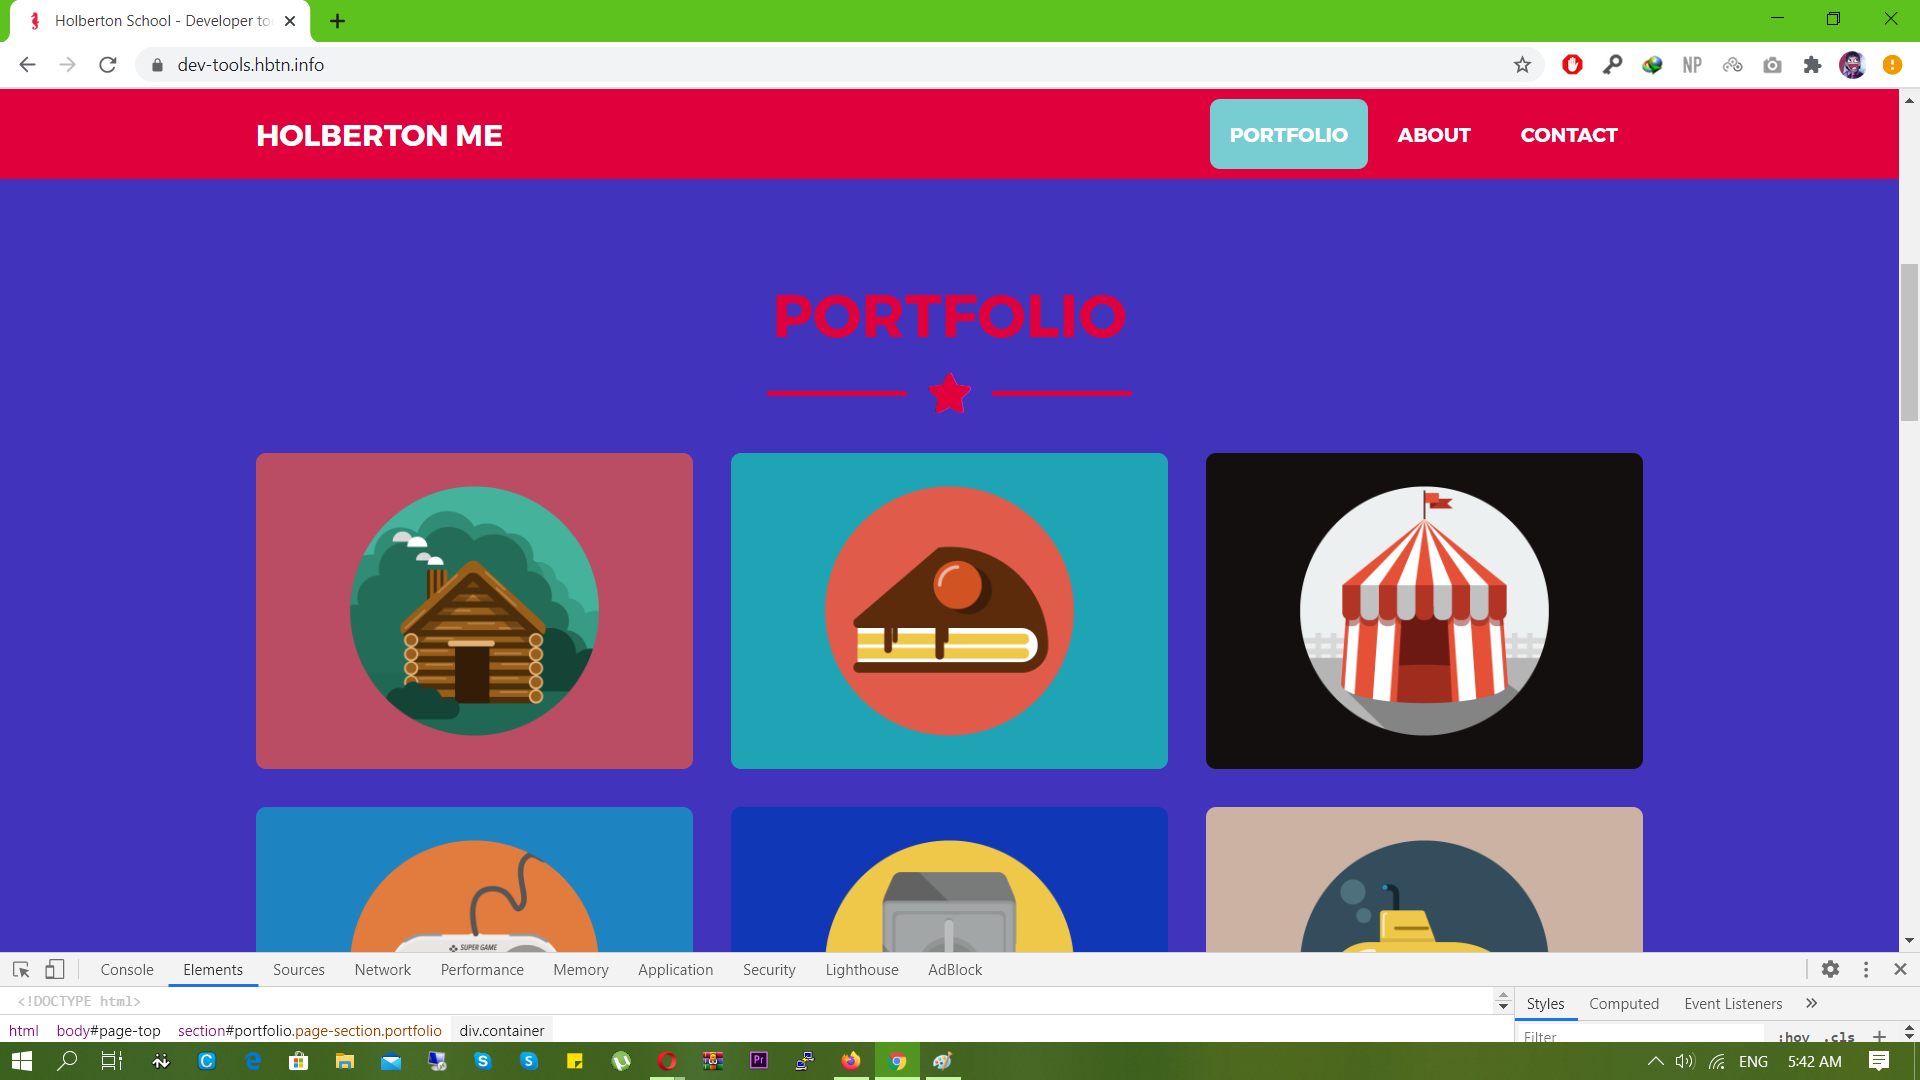 Holberton School - Developer to
dev-tools.hbtn.info
NP
HOLBERTON ME
PORTFOLIO
ABOUT
CONTACT
PORTFOLIO
SUPER GAME
Console
Elements
Sources
Network
Performance
Memory
Application
Security
Lighthouse
AdBlock
<!DOCTYPE html>
Styles
Computed
Event Listeners
html
body#page-top
section#portfolio.page-section.portfolio
div.container
Filter
:hov
.cls
Pr
ENG
5:42 AM